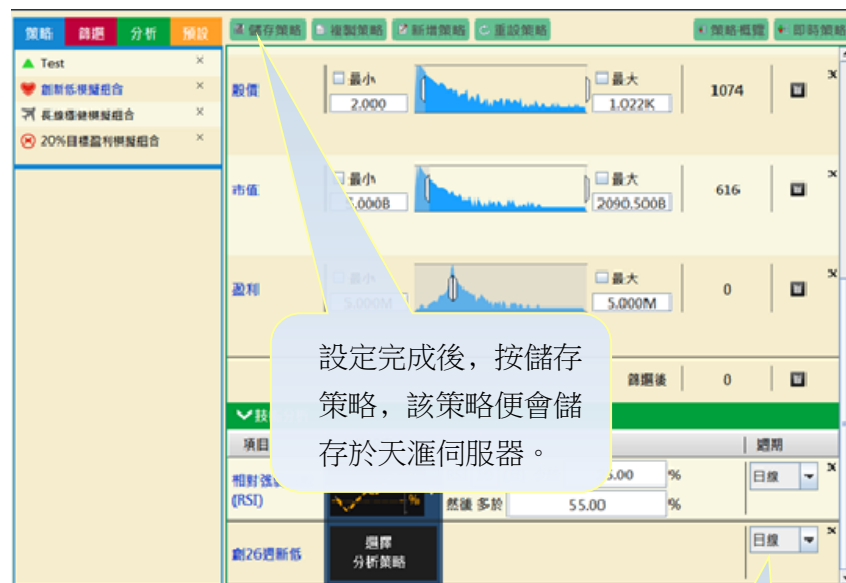 策略 篩選 分析 預設
儲存策略 複製策略 新增策略 重設策略 策略概覽 即時策略
Test
創新低模擬組合
長線穩健模擬組合
20%目標盈利模擬組合
股價 最小 最大 1074
2.000 1.022K
市值 最小 最大 616
5.000B 2090.500B
盈利 最小 最大 0
5.000M 5.000M
篩選後 0
設定完成後，按儲存
策略，該策略便會儲
存於天滙伺服器。
項目 週期
相對強
(RSI)
5.00 % 日線
然後 多於 55.00 %
創26週新低 選擇
分析策略 日線